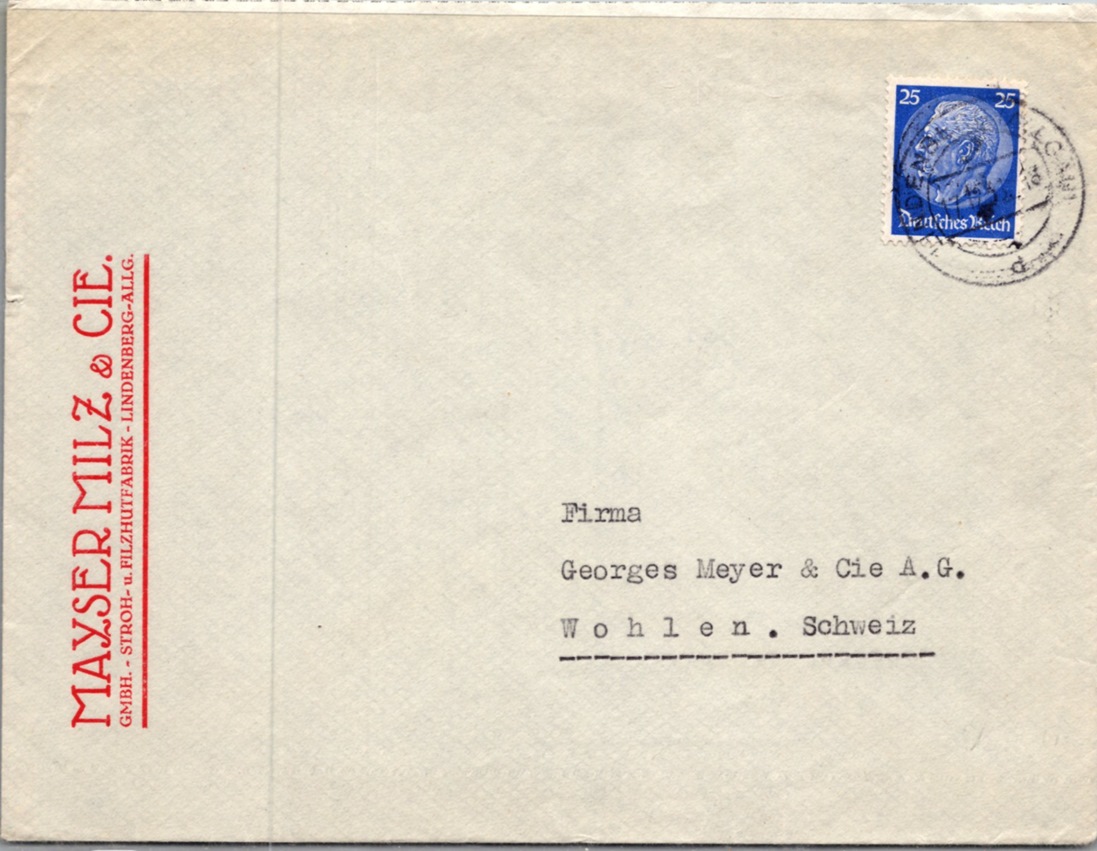 MAYSER MILZ & CIE.
GMBH. - STROH- u. FILZHUTFABRIK - LINDENBERG-ALLG.
25 25
Deutsches Reich
Firma
Georges Meyer & Cie A.G.
Wohlen. Schweiz